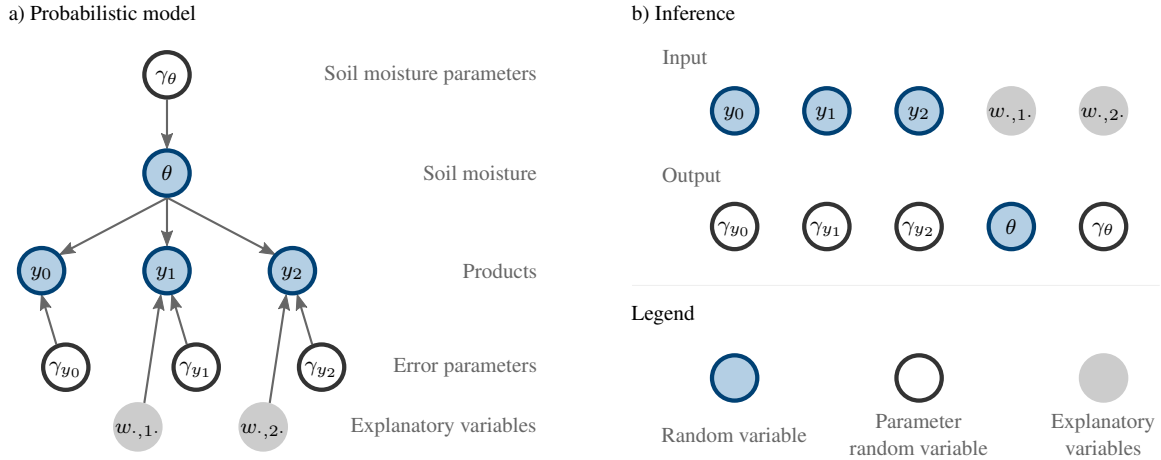 a) Probabilistic model
γθ
Soil moisture parameters
θ
Soil moisture
y0
y1
y2
Products
γy0
γy1
γy2
Error parameters
w·,1·
w·,2·
Explanatory variables
b) Inference
Input
y0
y1
y2
w·,1·
w·,2·
Output
γy0
γy1
γy2
θ
γθ
Legend
Random variable
Parameter
random variable
Explanatory
variables